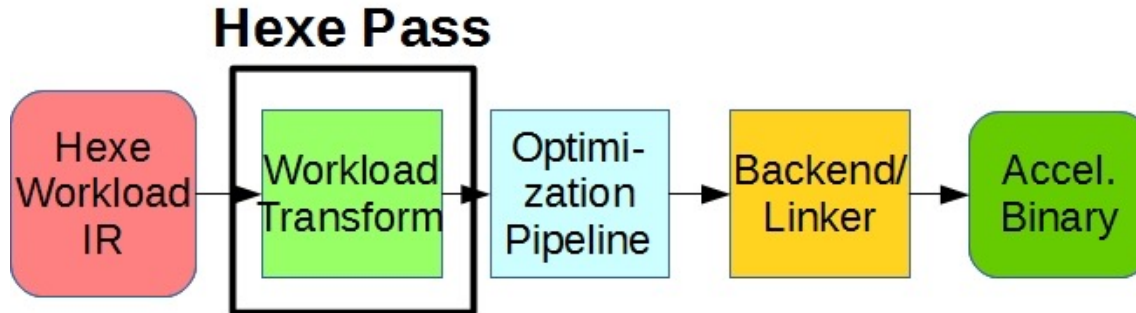 Hexe Pass
Hexe
Workload
IR
Workload
Transform
Optimi-
zation
Pipeline
Backend/
Linker
Accel.
Binary